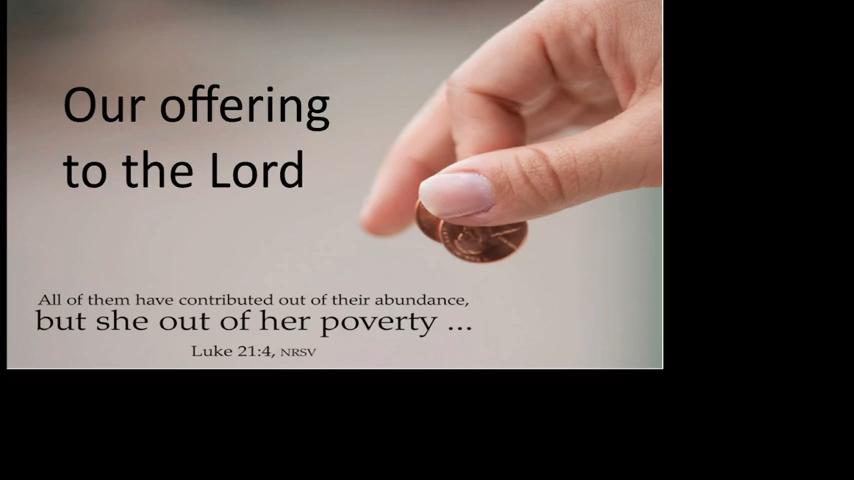 Our offering
to the Lord
All of them have contributed out of their abundance,
but she out of her poverty ...
Luke 21:4, NRSV